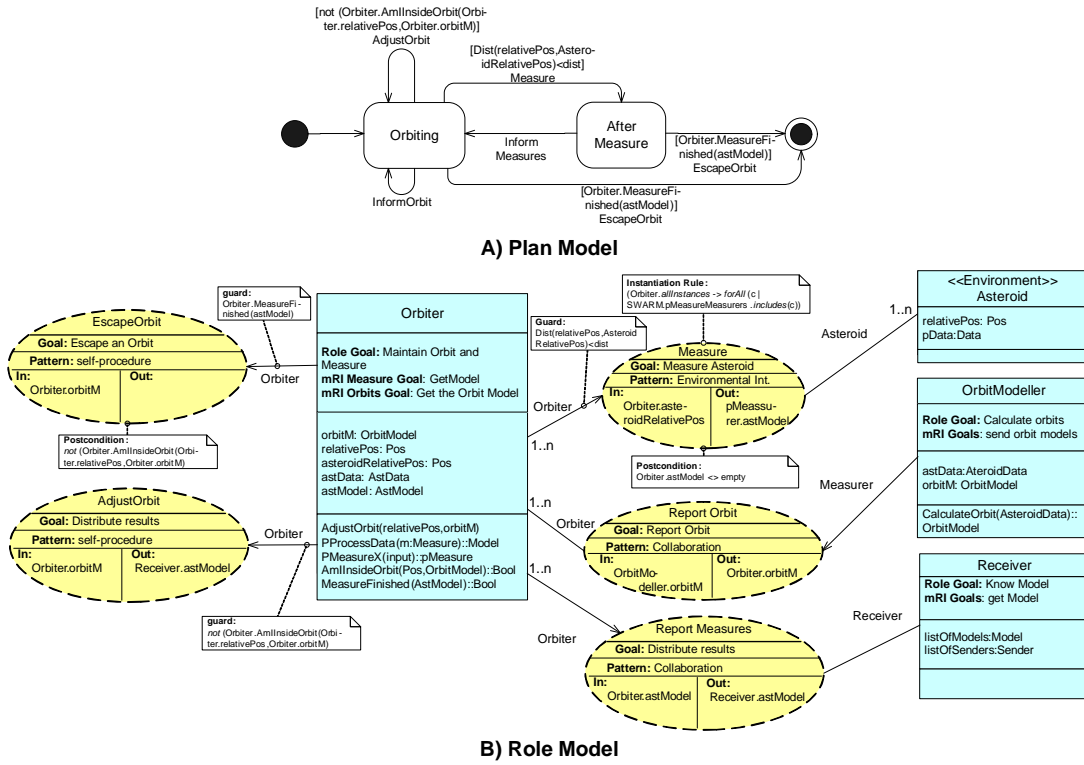 [not (Orbiter.AmIInsideOrbit(Orbi-
ter.relativePos,Orbiter.orbitM)]
AdjustOrbit
[Dist(relativePos,Astero-
idRelativePos)<dist]
Measure
Orbiting
After
Measure
Inform
Measures
[Orbiter.MeasureFi-
nished(astModel)]
EscapeOrbit
InformOrbit
[Orbiter.MeasureFi-
nished(astModel)]
EscapeOrbit
A) Plan Model
guard:
Orbiter.MeasureFi-
nished(astModel)
EscapeOrbit
Goal: Escape an Orbit
Pattern: self-procedure
In:
Orbiter.orbitM
Out:
Postcondition :
not (Orbiter.AmIInsideOrbit(Orbi-
ter.relativePos,Orbiter.orbitM)
Orbiter
AdjustOrbit
Goal: Distribute results
Pattern: self-procedure
In:
Orbiter.orbitM
Out:
Receiver.astModel
Orbiter
guard:
not (Orbiter.AmIInsideOrbit(Orbi-
ter.relativePos,Orbiter.orbitM)
Orbiter
Role Goal: Maintain Orbit and
Measure
mRI Measure Goal: GetModel
mRI Orbits Goal: Get the Orbit Model
orbitM: OrbitModel
relativePos: Pos
asteroidRelativePos: Pos
astData: AstData
astModel: AstModel
AdjustOrbit(relativePos,orbitM)
PProcessData(m:Measure)::Model
PMeasureX(input)::pMeasure
AmIInsideOrbit(Pos,OrbitModel)::Bool
MeasureFinished(AstModel)::Bool
Guard:
Dist(relativePos,Asteroid
RelativePos)<dist
Instantiation Rule:
(Orbiter.allInstances -> forAll (c |
SWARM.pMeasureMeasurers .includes(c))
Orbiter
1..n
Measure
Goal: Measure Asteroid
Pattern: Environmental Int.
In:
Orbiter.aste-
roidRelativePos
Out:
pMeassu-
rer.astModel
Postcondition :
Orbiter.astModel <> empty
Asteroid
1..n
<<Environment>>
Asteroid
relativePos: Pos
pData:Data
1..n
Orbiter
Report Orbit
Goal: Report Orbit
Pattern: Collaboration
In:
OrbitMo-
deller.orbitM
Out:
Orbiter.orbitM
Measurer
OrbitModeller
Role Goal: Calculate orbits
mRI Goals: send orbit models
astData:AteroidData
orbitM: OrbitModel
CalculateOrbit(AsteroidData)::
OrbitModel
1..n
Orbiter
Report Measures
Goal: Distribute results
Pattern: Collaboration
In:
Orbiter.astModel
Out:
Receiver.astModel
Receiver
Receiver
Role Goal: Know Model
mRI Goals: get Model
listOfModels:Model
listOfSenders:Sender
B) Role Model